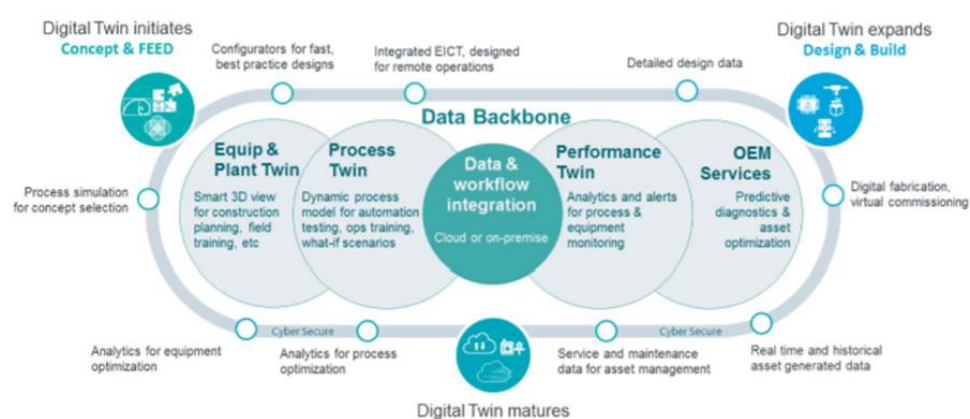 Digital Twin initiates
Concept & FEED
Digital Twin expands
Design & Build
Configurators for fast,
best practice designs
Integrated EICT, designed
for remote operations
Detailed design data
Data Backbone
Equip &
Plant Twin
Smart 3D view
for construction
planning, field
training, etc
Process
Twin
Dynamic process
model for automation
testing, ops training,
what-if scenarios
Data &
workflow
integration
Cloud or on-premise
Performance
Twin
Analytics and alerts
for process &
equipment
monitoring
OEM
Services
Predictive
diagnostics &
asset
optimization
Process simulation
for concept selection
Digital fabrication,
virtual commissioning
Cyber Secure
Cyber Secure
Analytics for equipment
optimization
Analytics for process
optimization
Service and maintenance
data for asset management
Real time and historical
asset generated data
Digital Twin matures